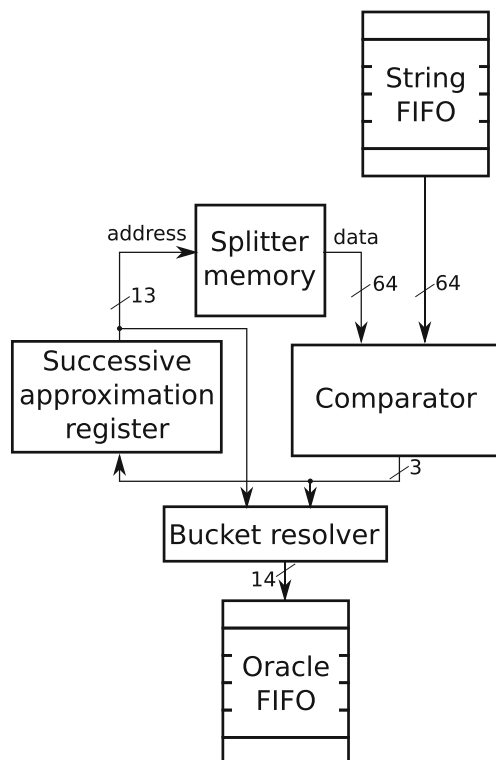 String
FIFO
address
Splitter
memory
data
13
64
64
Successive
approximation
register
Comparator
3
Bucket resolver
14
Oracle
FIFO